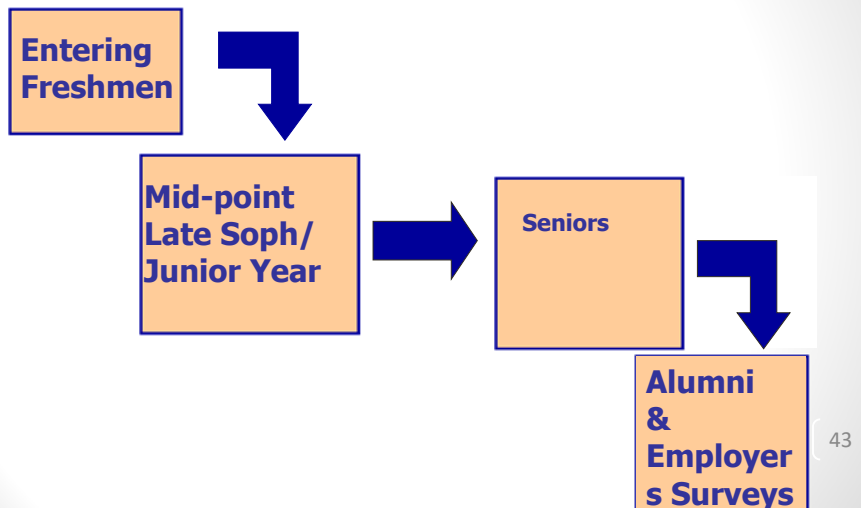 Entering
Freshmen
Mid-point
Late Soph/
Junior Year
Seniors
Alumni
&
Employer
s Surveys
43